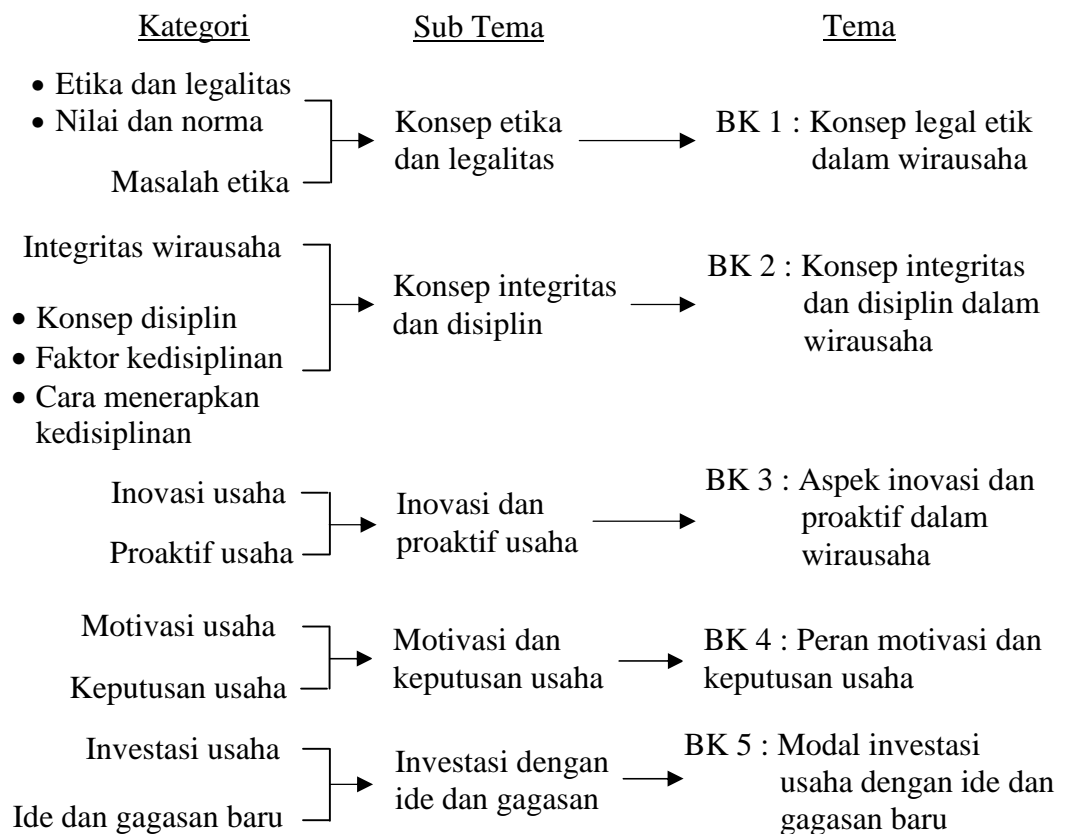 Kategori Sub Tema Tema
• Etika dan legalitas
• Nilai dan norma
Masalah etika
Konsep etika
dan legalitas
BK 1 : Konsep legal etik
dalam wirausaha
Integritas wirausaha
• Konsep disiplin
• Faktor kedisiplinan
• Cara menerapkan
kedisiplinan
Konsep integritas
dan disiplin
BK 2 : Konsep integritas
dan disiplin dalam
wirausaha
Inovasi usaha
Proaktif usaha
Inovasi dan
proaktif usaha
BK 3 : Aspek inovasi dan
proaktif dalam
wirausaha
Motivasi usaha
Keputusan usaha
Motivasi dan
keputusan usaha
BK 4 : Peran motivasi dan
keputusan usaha
Investasi usaha
Ide dan gagasan baru
Investasi dengan
ide dan gagasan
BK 5 : Modal investasi
usaha dengan ide dan
gagasan baru